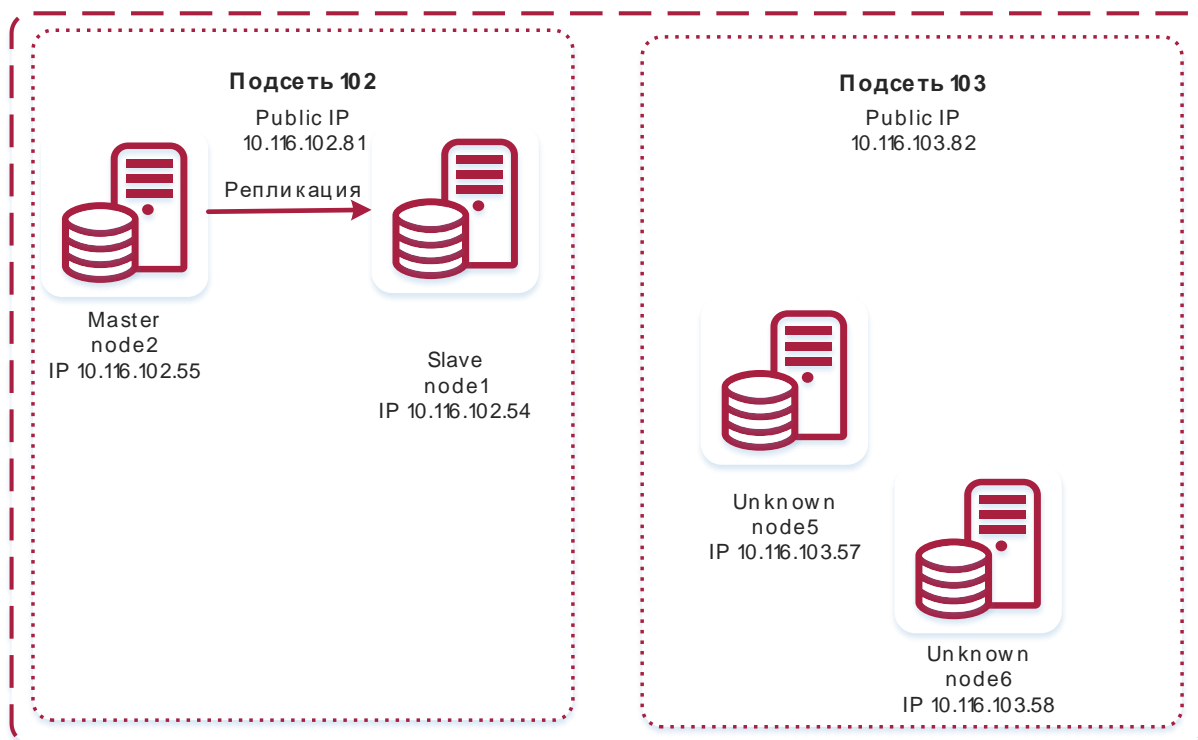 Подсеть 102
Public IP
10.116.102.81
Репликация
Master
node2
IP 10.116.102.55
Slave
node1
IP 10.116.102.54
Подсеть 103
Public IP
10.116.103.82
Unknown
node5
IP 10.116.103.57
Unknown
node6
IP 10.116.103.58